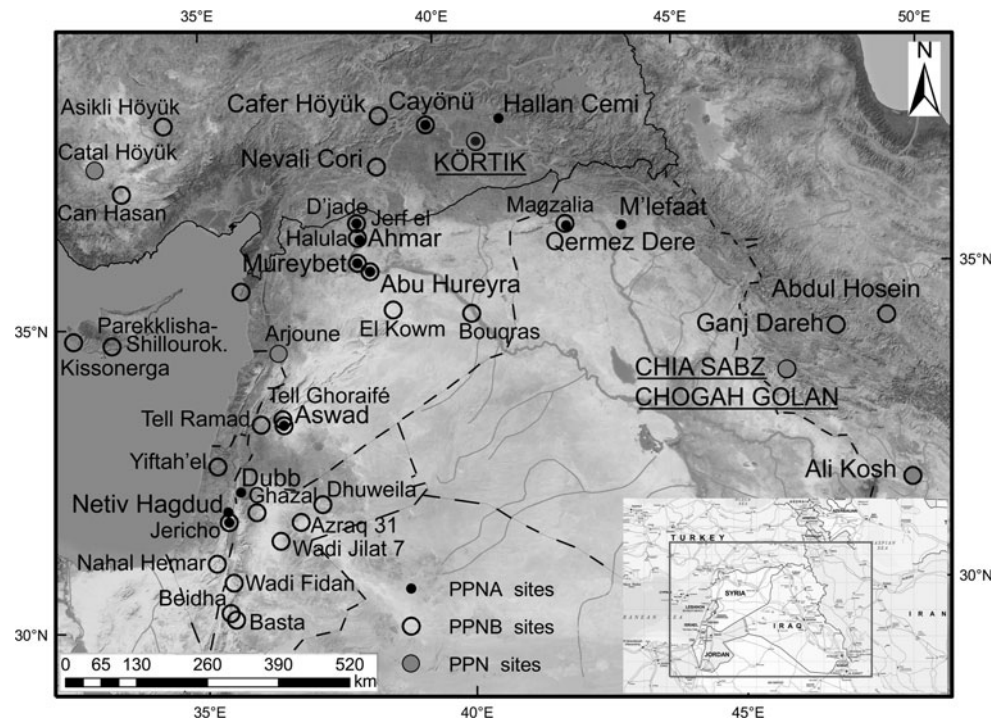 35°E 40°E 45°E 50°E
N
Asikli Höyük
Cafer Höyük
Cayönü
Hallan Cemi
Catal Höyük
Nevali Cori
KÖRTIK
Can Hasan
D'jade
Jerf el
Magzalia
M'lefaat
Halula
Ahmar
Qermez Dere
35°N
Mureybet
Abu Hureyra
Abdul Hosein
35°N
Parekklisha-
Shillourok.
El Kowm
Bouqras
Ganj Dareh
Kissonerga
Arjoune
CHIA SABZ
CHOGAH GOLAN
Tell Ghoraifé
Tell Ramad
Aswad
Yiftah'el
Ali Kosh
Dubb
Netiv Hagdud
Ghazal
Dhuweila
Jericho
Azraq 31
Wadi Jilat 7
Nahal Hemar
30°N
Wadi Fidan
PPNA sites
Beidha
Basta
PPNB sites
30°N
PPN sites
0 65 130 260 390 520
km
35°E 40°E 45°E
TURKEY
SYRIA
LEBANON
ISRAEL
IRAQ
IRAN
JORDAN